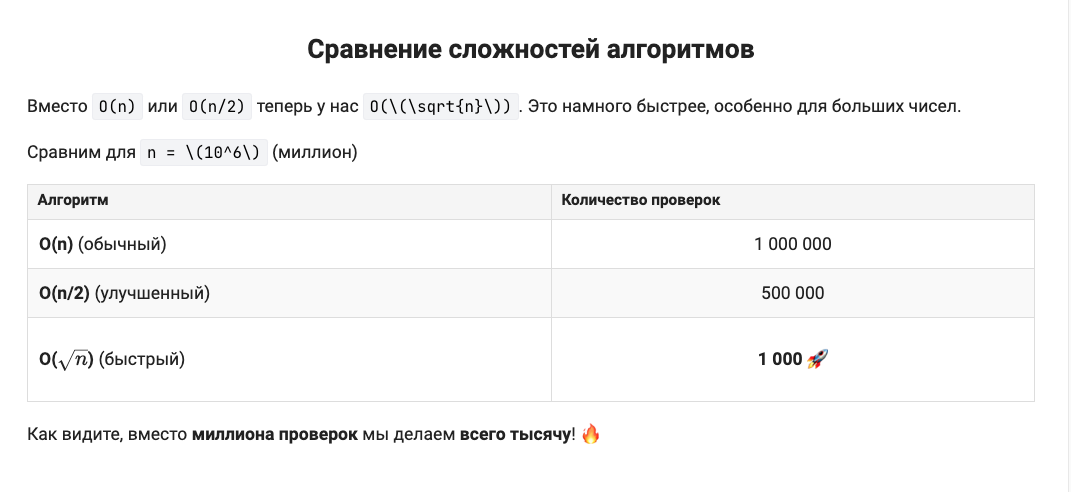 Сравнение сложностей алгоритмов
Вместо O(n) или O(n/2) теперь у нас O(\(\sqrt{n}\)). Это намного быстрее, особенно для больших чисел.
Сравним для n = \(10^6\) (миллион)
Алгоритм Количество проверок
O(n) (обычный) 1 000 000
O(n/2) (улучшенный) 500 000
O(√n) (быстрый) 1 000 🚀
Как видите, вместо миллиона проверок мы делаем всего тысячу! 🔥